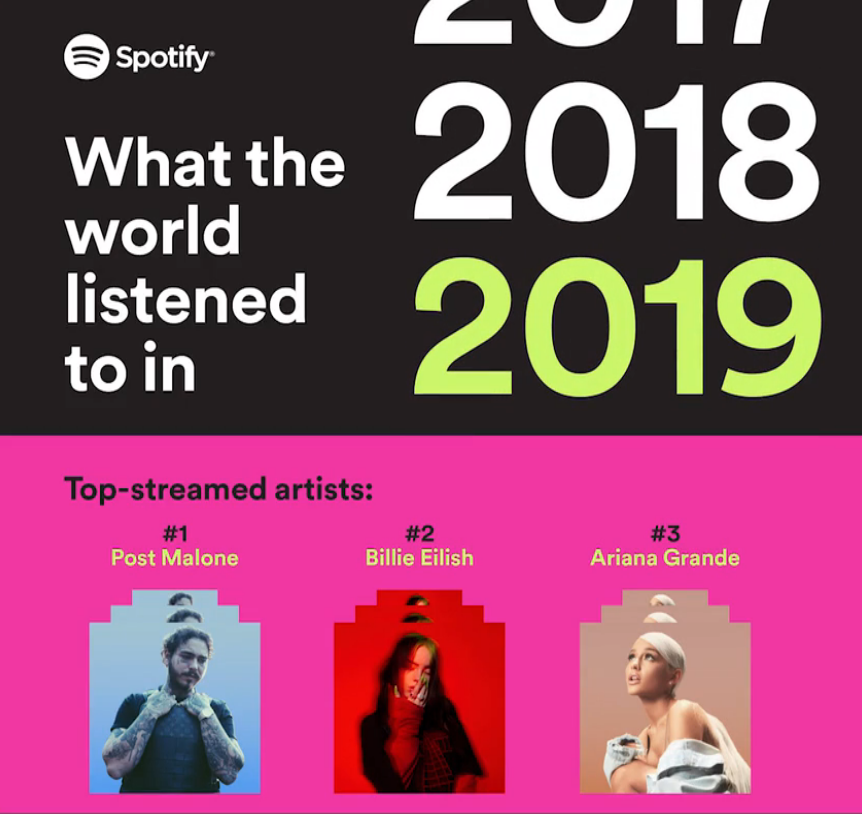 Spotify®
What the
world
listened
to in
2017
2018
2019
Top-streamed artists:
#1
Post Malone
#2
Billie Eilish
#3
Ariana Grande